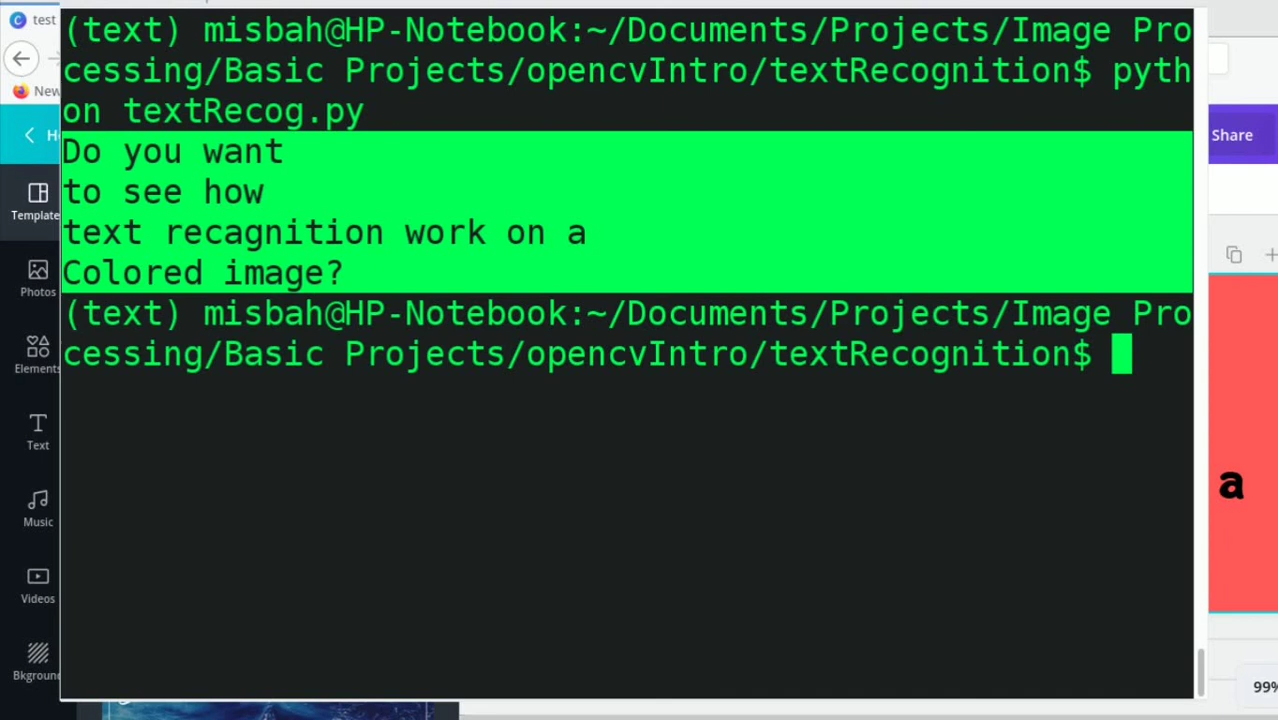 test
(text) misbah@HP-Notebook:~/Documents/Projects/Image Pro
cessing/Basic Projects/opencvIntro/textRecognition$ pyth
on textRecog.py
Do you want
to see how
text recagnition work on a
Colored image?
(text) misbah@HP-Notebook:~/Documents/Projects/Image Pro
cessing/Basic Projects/opencvIntro/textRecognition$
New
Share
Template
Photos
Elements
Text
Music
Videos
Bkground
a
99%